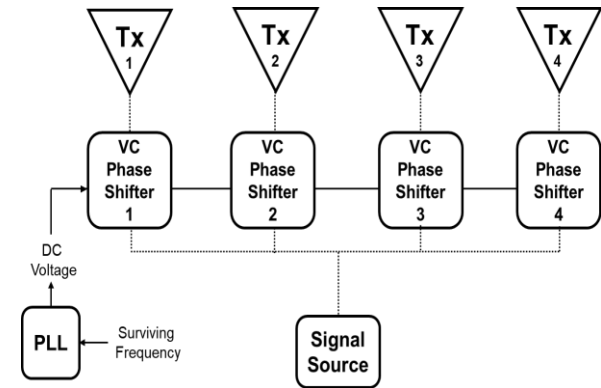 Tx
1
Tx
2
Tx
3
Tx
4
VC
Phase
Shifter
1
VC
Phase
Shifter
2
VC
Phase
Shifter
3
VC
Phase
Shifter
4
DC
Voltage
PLL
Surviving
Frequency
Signal
Source